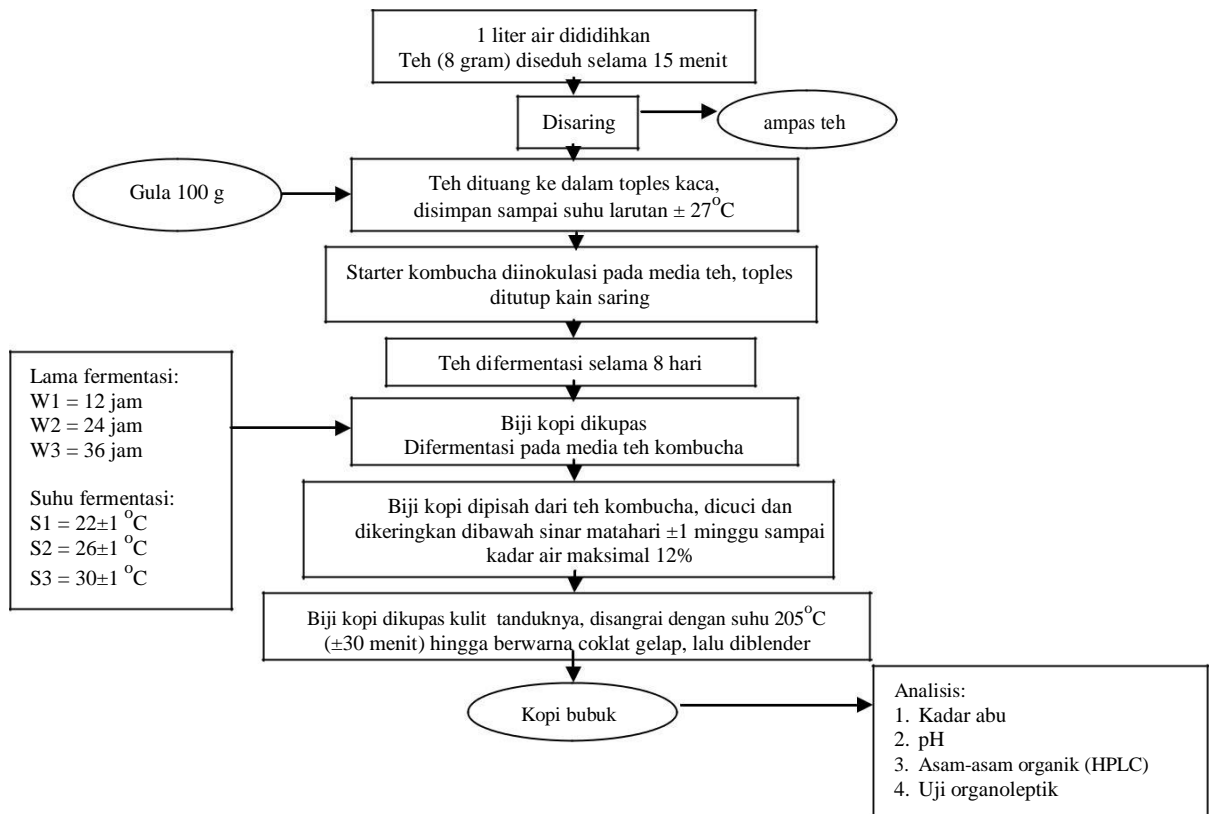 1 liter air dididihkan
Teh (8 gram) diseduh selama 15 menit
Disaring
ampas teh
Gula 100 g
Teh dituang ke dalam toples kaca,
disimpan sampai suhu larutan ± 27°C
Starter kombucha diinokulasi pada media teh, toples
ditutup kain saring
Teh difermentasi selama 8 hari
Lama fermentasi:
W1 = 12 jam
W2 = 24 jam
W3 = 36 jam
Suhu fermentasi:
S1 = 22±1 °C
S2 = 26±1 °C
S3 = 30±1 °C
Biji kopi dikupas
Difermentasi pada media teh kombucha
Biji kopi dipisah dari teh kombucha, dicuci dan
dikeringkan dibawah sinar matahari ±1 minggu sampai
kadar air maksimal 12%
Biji kopi dikupas kulit tanduknya, disangrai dengan suhu 205°C
(±30 menit) hingga berwarna coklat gelap, lalu diblender
Kopi bubuk
Analisis:
1. Kadar abu
2. pH
3. Asam-asam organik (HPLC)
4. Uji organoleptik